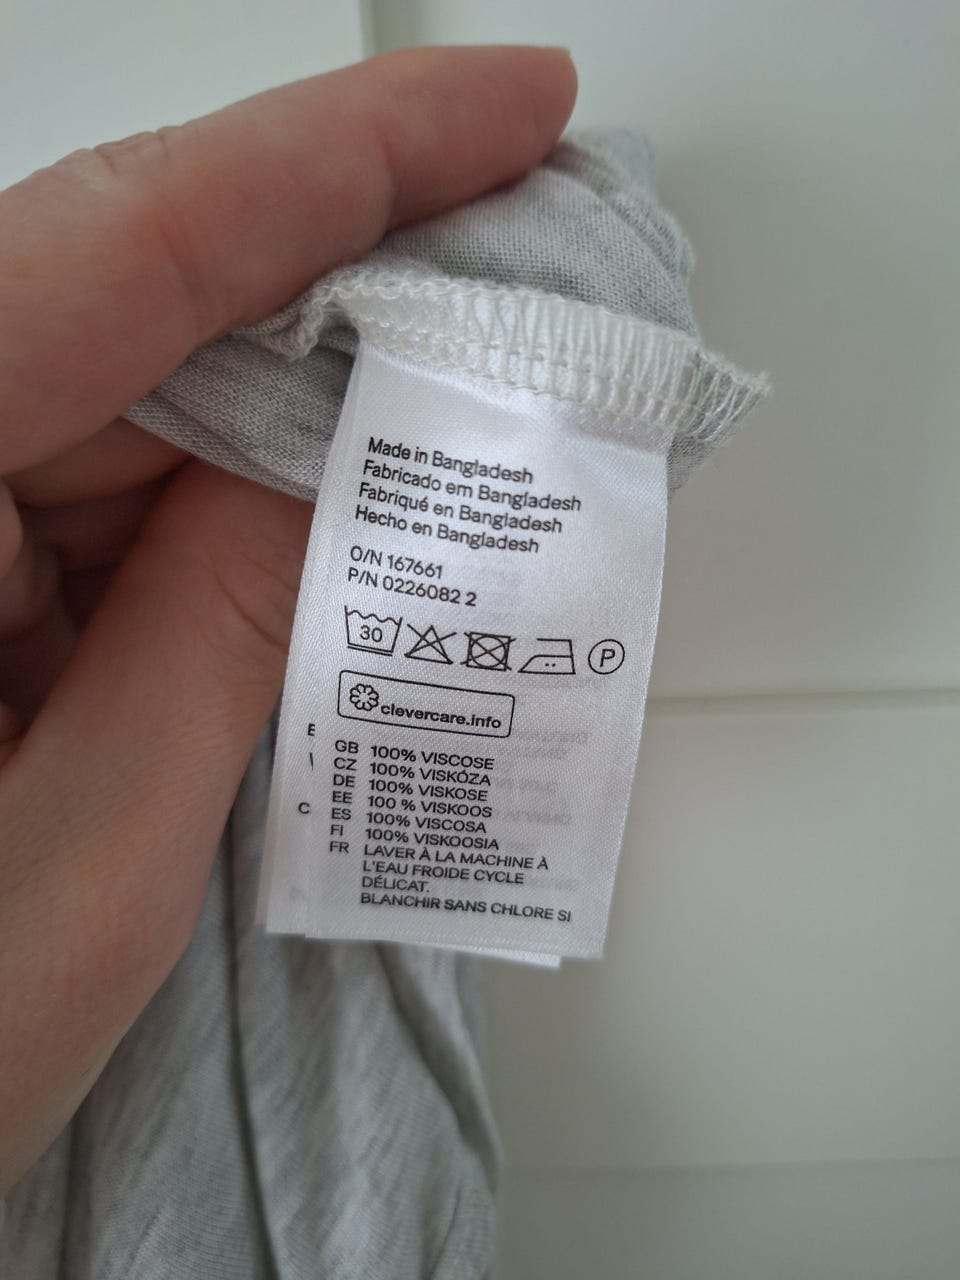 Made in Bangladesh
Fabricado em Bangladesh
Fabriqué en Bangladesh
Hecho en Bangladesh
O/N 167661
P/N 0226082 2
30
P
clevercare.info
GB 100% VISCOSE
CZ 100% VISKÓZA
DE 100% VISKOSE
EE 100 % VISKOOS
ES 100% VISCOSA
FI 100% VISKOOSIA
FR LAVER À LA MACHINE À
L'EAU FROIDE CYCLE
DÉLICAT.
BLANCHIR SANS CHLORE SI